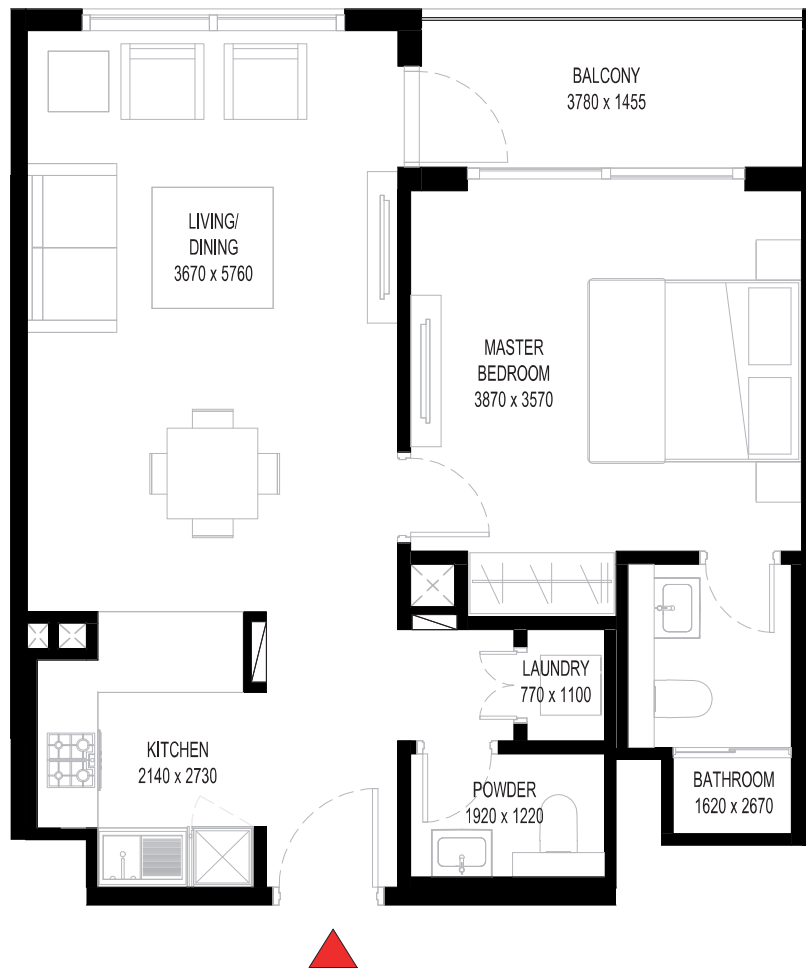 BALCONY
3780 x 1455
LIVING/
DINING
3670 x 5760
MASTER
BEDROOM
3870 x 3570
LAUNDRY
770 x 1100
KITCHEN
2140 x 2730
POWDER
1920 x 1220
BATHROOM
1620 x 2670